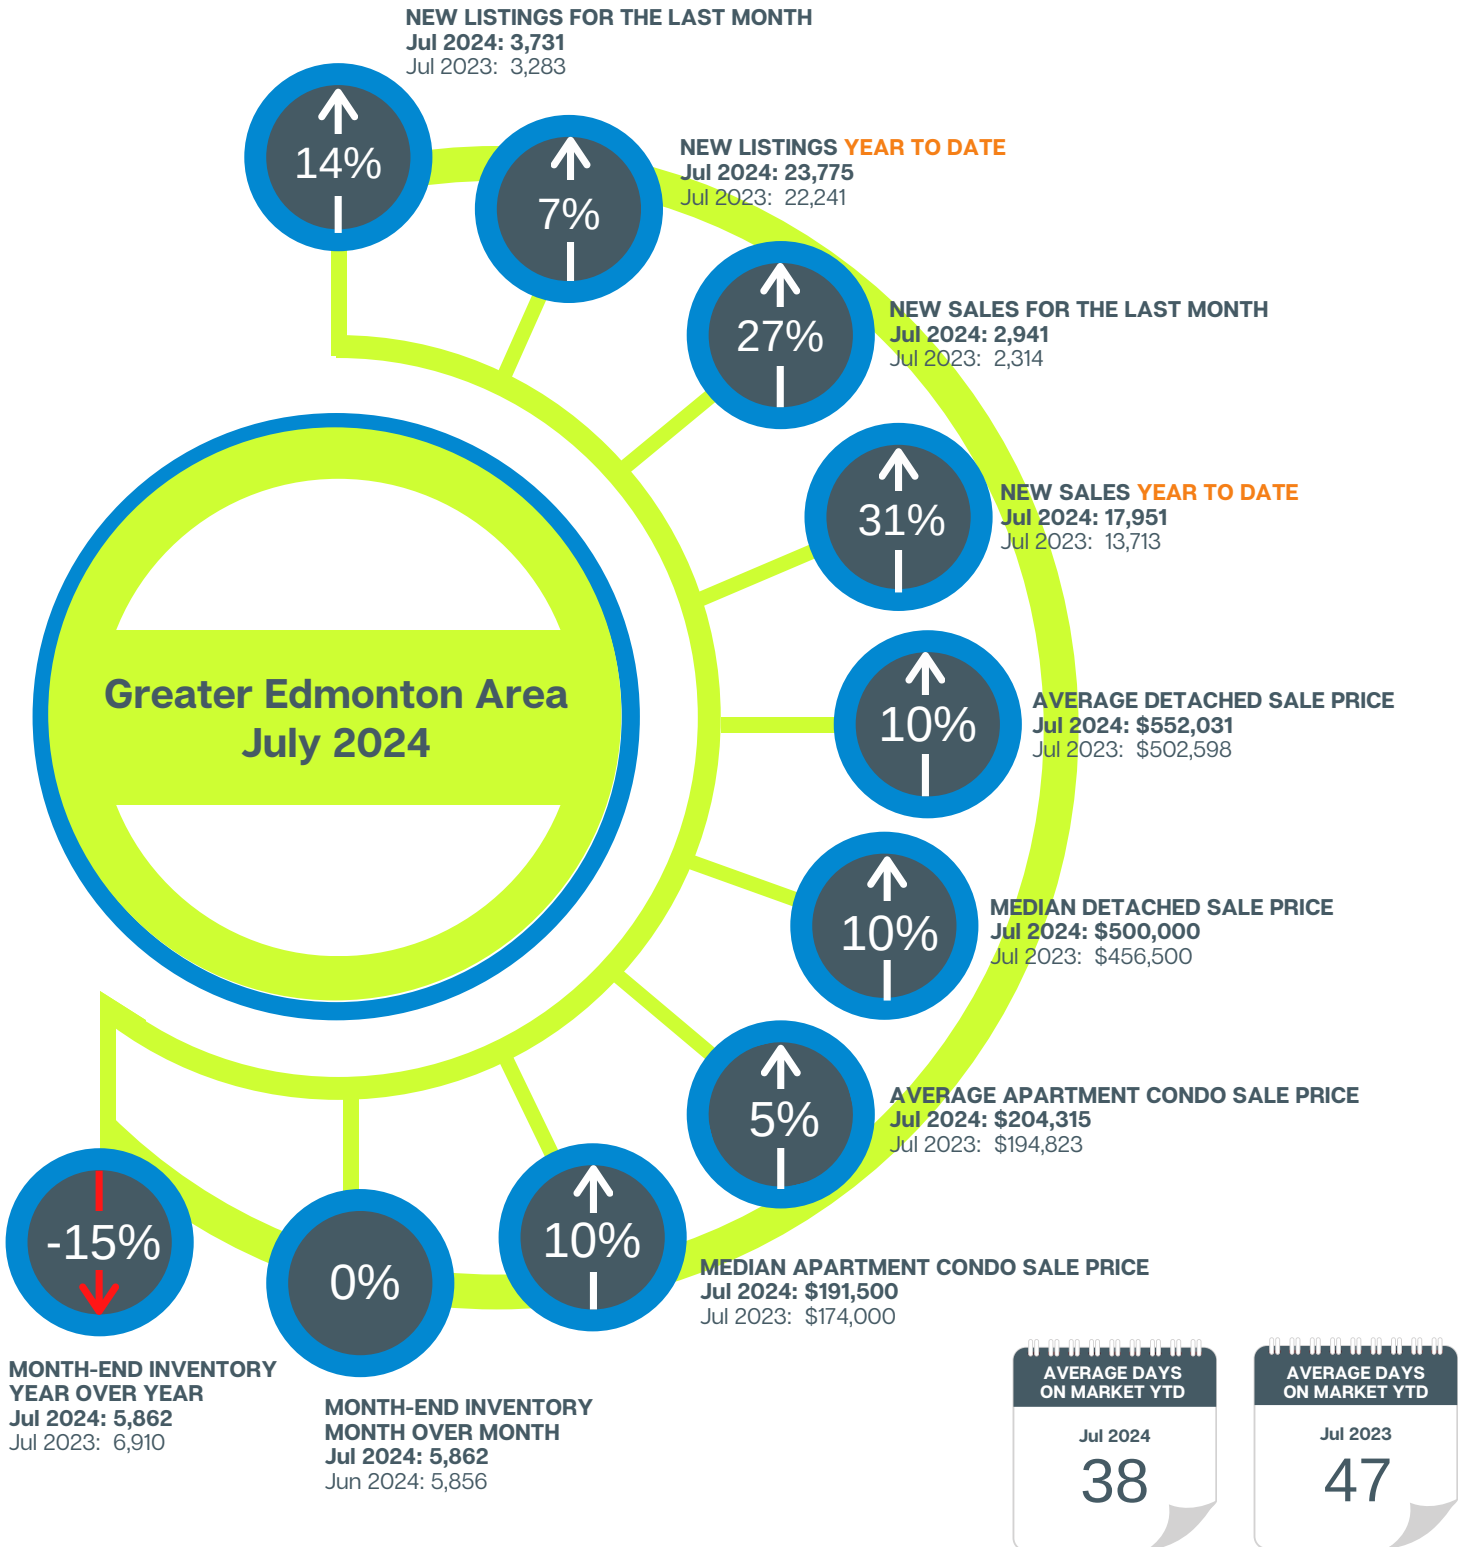 NEW LISTINGS FOR THE LAST MONTH
Jul 2024: 3,731
Jul 2023: 3,283
14%
NEW LISTINGS YEAR TO DATE
Jul 2024: 23,775
Jul 2023: 22,241
7%
NEW SALES FOR THE LAST MONTH
Jul 2024: 2,941
Jul 2023: 2,314
27%
NEW SALES YEAR TO DATE
Jul 2024: 17,951
Jul 2023: 13,713
31%
Greater Edmonton Area
July 2024
AVERAGE DETACHED SALE PRICE
Jul 2024: $552,031
Jul 2023: $502,598
10%
MEDIAN DETACHED SALE PRICE
Jul 2024: $500,000
Jul 2023: $456,500
10%
AVERAGE APARTMENT CONDO SALE PRICE
Jul 2024: $204,315
Jul 2023: $194,823
5%
MEDIAN APARTMENT CONDO SALE PRICE
Jul 2024: $191,500
Jul 2023: $174,000
10%
0%
MONTH-END INVENTORY
MONTH OVER MONTH
Jul 2024: 5,862
Jun 2024: 5,856
-15%
MONTH-END INVENTORY
YEAR OVER YEAR
Jul 2024: 5,862
Jul 2023: 6,910
AVERAGE DAYS
ON MARKET YTD
Jul 2024
38
AVERAGE DAYS
ON MARKET YTD
Jul 2023
47